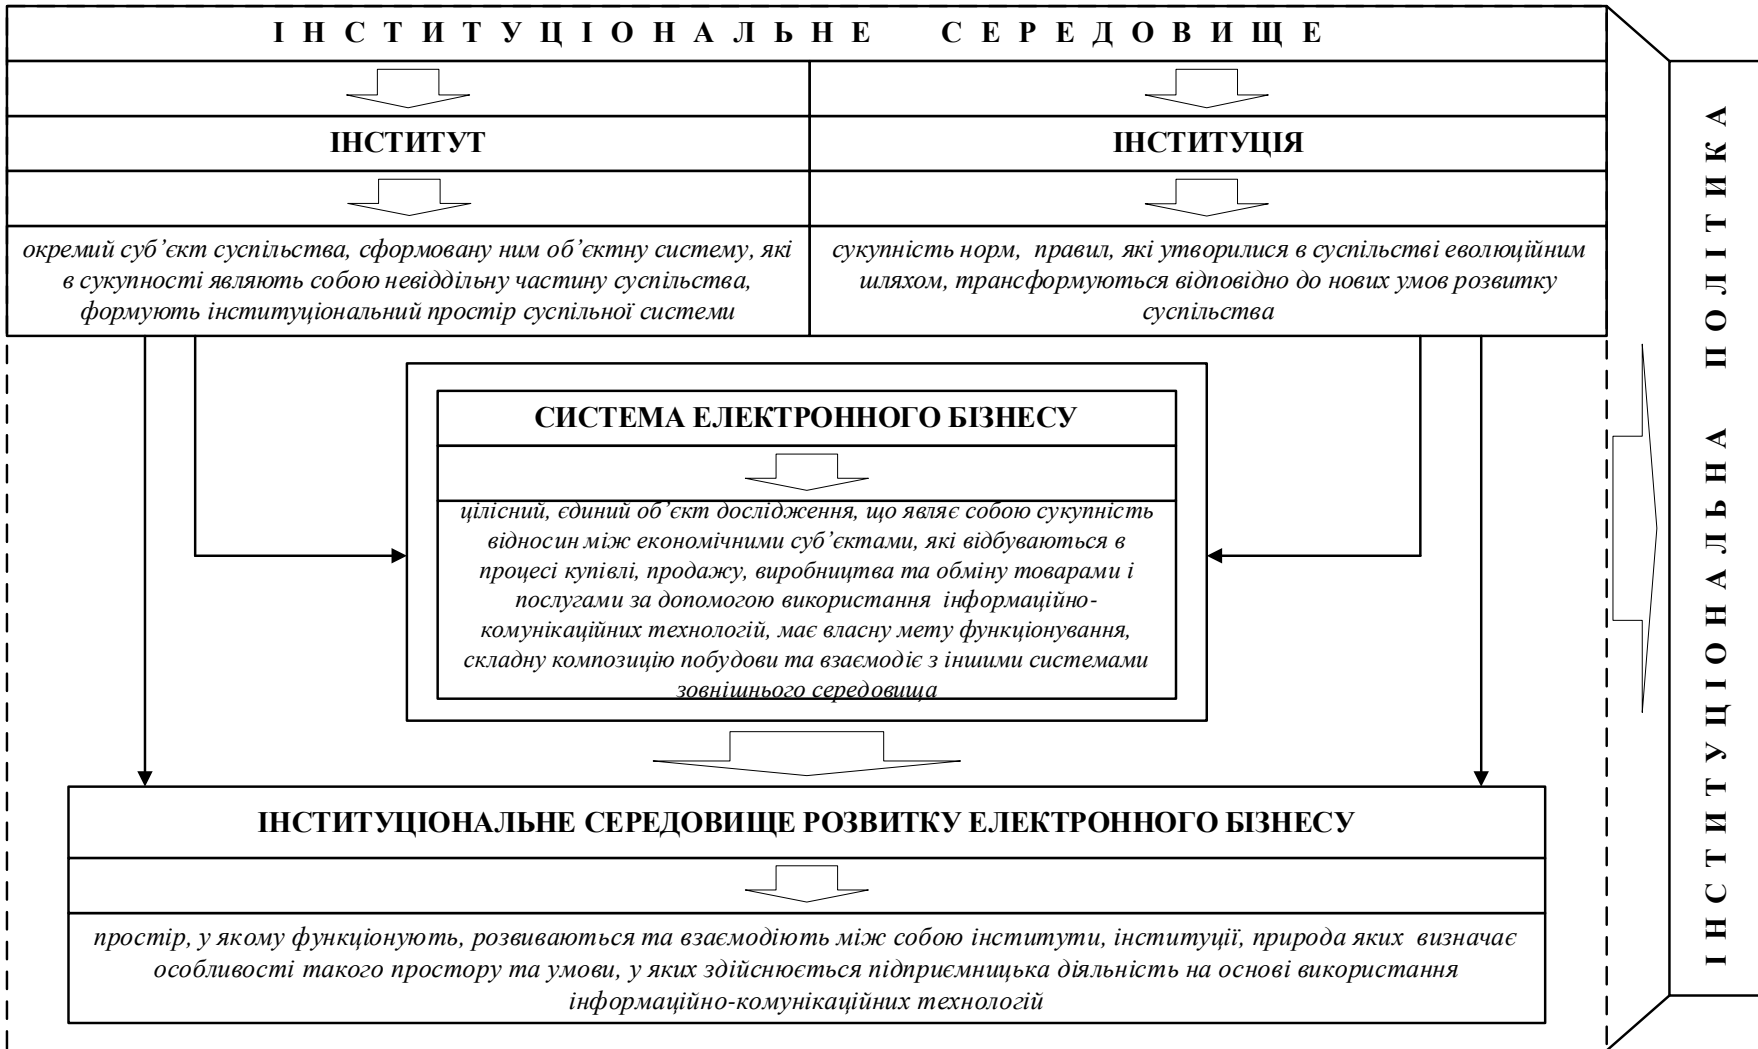 ІНСТИТУЦІОНАЛЬНЕ СЕРЕДОВИЩЕ
ІНСТИТУТ
ІНСТИТУЦІЯ
окремий суб’єкт суспільства, сформовану ним об’єктну систему, які
в сукупності являють собою невіддільну частину суспільства,
формують інституціональний простір суспільної системи
сукупність норм, правил, які утворилися в суспільстві еволюційним
шляхом, трансформуються відповідно до нових умов розвитку
суспільства
СИСТЕМА ЕЛЕКТРОННОГО БІЗНЕСУ
цілісний, єдиний об’єкт дослідження, що являє собою сукупність
відносин між економічними суб’єктами, які відбуваються в
процесі купівлі, продажу, виробництва та обміну товарами і
послугами за допомогою використання інформаційно-
комунікаційних технологій, має власну мету функціонування,
складну композицію побудови та взаємодіє з іншими системами
зовнішнього середовища
ІНСТИТУЦІОНАЛЬНЕ СЕРЕДОВИЩЕ РОЗВИТКУ ЕЛЕКТРОННОГО БІЗНЕСУ
простір, у якому функціонують, розвиваються та взаємодіють між собою інститути, інституції, природа яких визначає
особливості такого простору та умови, у яких здійснюється підприємницька діяльність на основі використання
інформаційно-комунікаційних технологій
ІНСТИТУЦІОНАЛЬНА ПОЛІТИКА